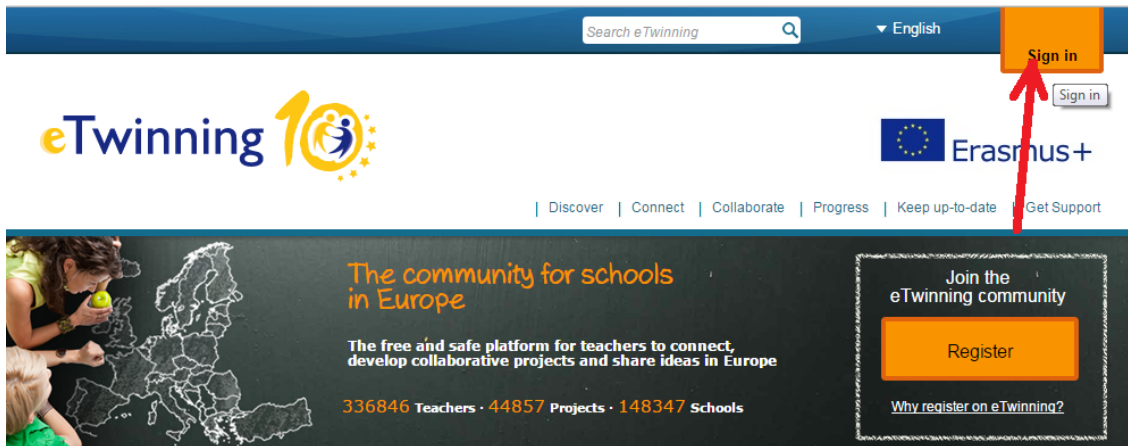 Search eTwinning
English
Sign in
Sign in
eTwinning 10
Erasmus+
| Discover | Connect | Collaborate | Progress | Keep up-to-date | Get Support
The community for schools
in Europe
The free and safe platform for teachers to connect,
develop collaborative projects and share ideas in Europe
336846 Teachers · 44857 Projects · 148347 Schools
Join the
eTwinning community
Register
Why register on eTwinning?